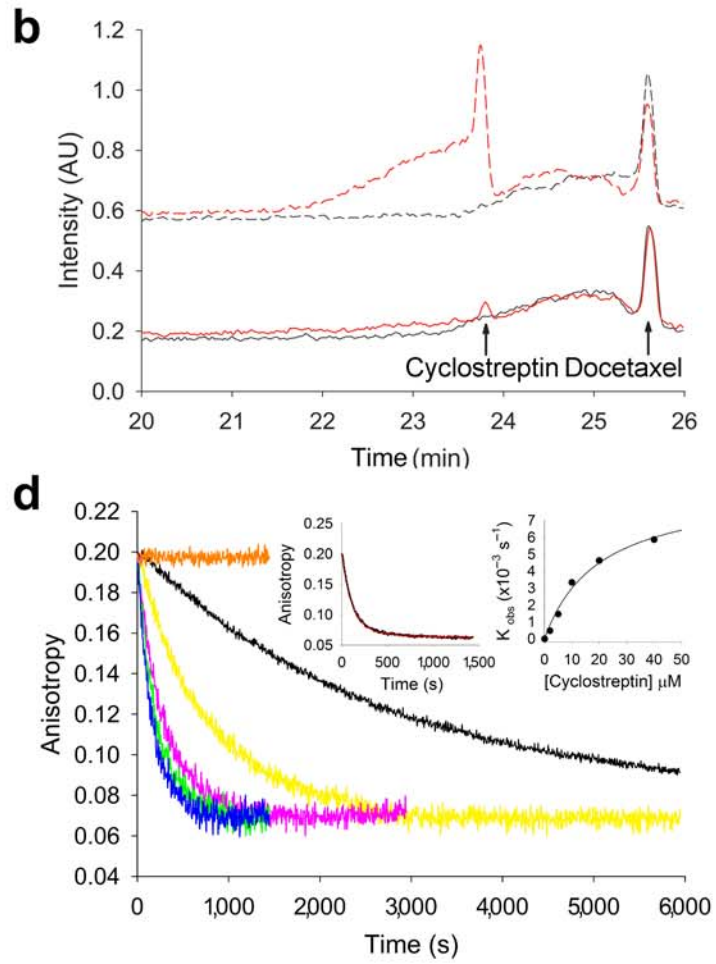 b
Intensity (AU)
1.2
1.0
0.8
0.6
0.4
0.2
0.0
Cyclostreptin Docetaxel
20 21 22 23 24 25 26
Time (min)
d
Anisotropy
0.22
0.20
0.18
0.16
0.14
0.12
0.10
0.08
0.06
0.04
0 1,000 2,000 3,000 4,000 5,000 6,000
Time (s)
Anisotropy
0.25
0.20
0.15
0.10
0.05
0 500 1,000 1,500
Time (s)
K obs (x10⁻³ s⁻¹)
7
6
5
4
3
2
1
0
0 10 20 30 40 50
[Cyclostreptin] μM